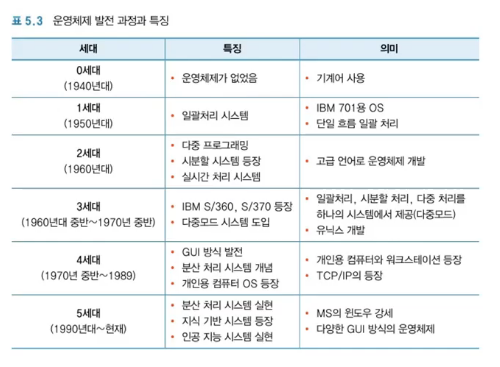 표 5.3 운영체제 발전 과정과 특징
세대 특징 의미
0세대
(1940년대)
• 운영체제가 없었음
• 기계어 사용
1세대
(1950년대)
• 일괄처리 시스템
• IBM 701용 OS
• 단일 흐름 일괄 처리
2세대
(1960년대)
• 다중 프로그래밍
• 시분할 시스템 등장
• 실시간 처리 시스템
• 고급 언어로 운영체제 개발
3세대
(1960년대 중반~1970년 중반)
• IBM S/360, S/370 등장
• 다중모드 시스템 도입
• 일괄처리, 시분할 처리, 다중 처리를
하나의 시스템에서 제공(다중모드)
• 유닉스 개발
4세대
(1970년 중반~1989)
• GUI 방식 발전
• 분산 처리 시스템 개념
• 개인용 컴퓨터 OS 등장
• 개인용 컴퓨터와 워크스테이션 등장
• TCP/IP의 등장
5세대
(1990년대~현재)
• 분산 처리 시스템 실현
• 지식 기반 시스템 등장
• 인공 지능 시스템 실현
• MS의 윈도우 강세
• 다양한 GUI 방식의 운영체제